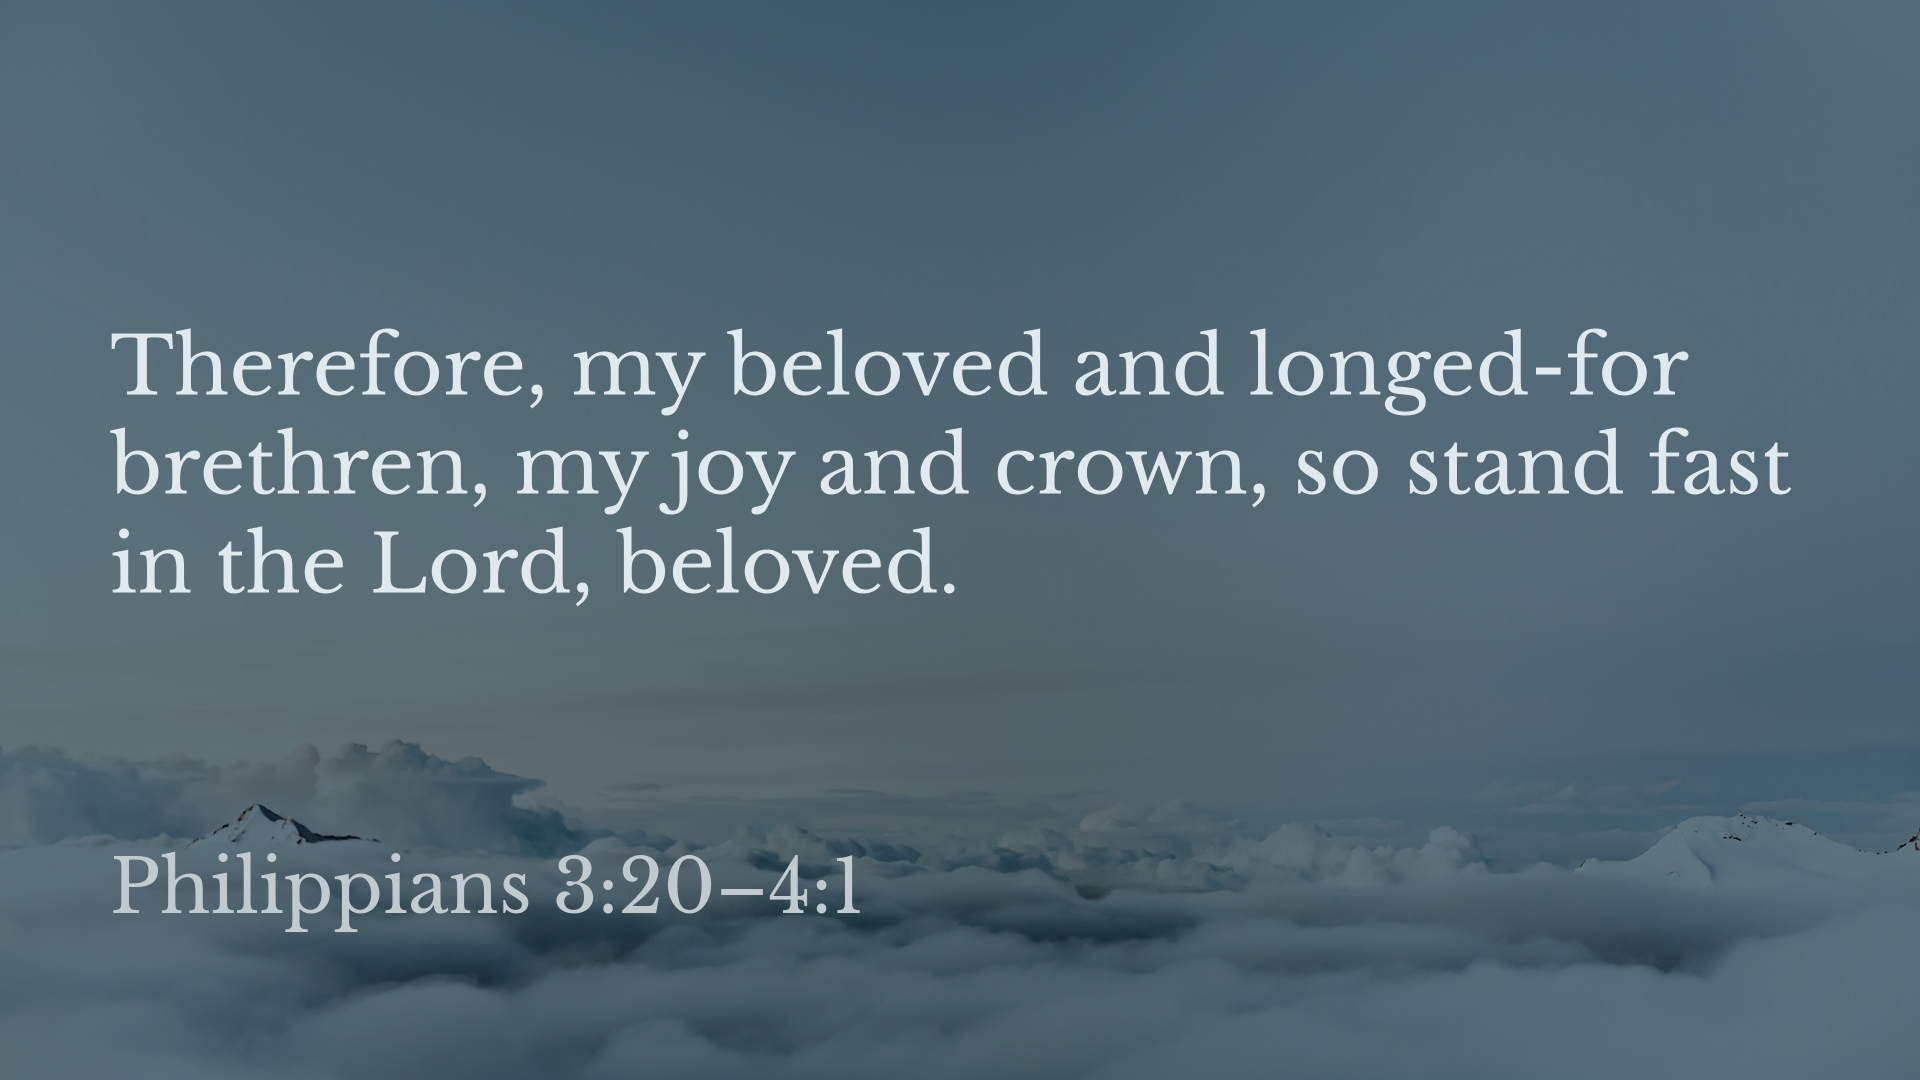 Therefore, my beloved and longed-for
brethren, my joy and crown, so stand fast
in the Lord, beloved.
Philippians 3:20–4:1